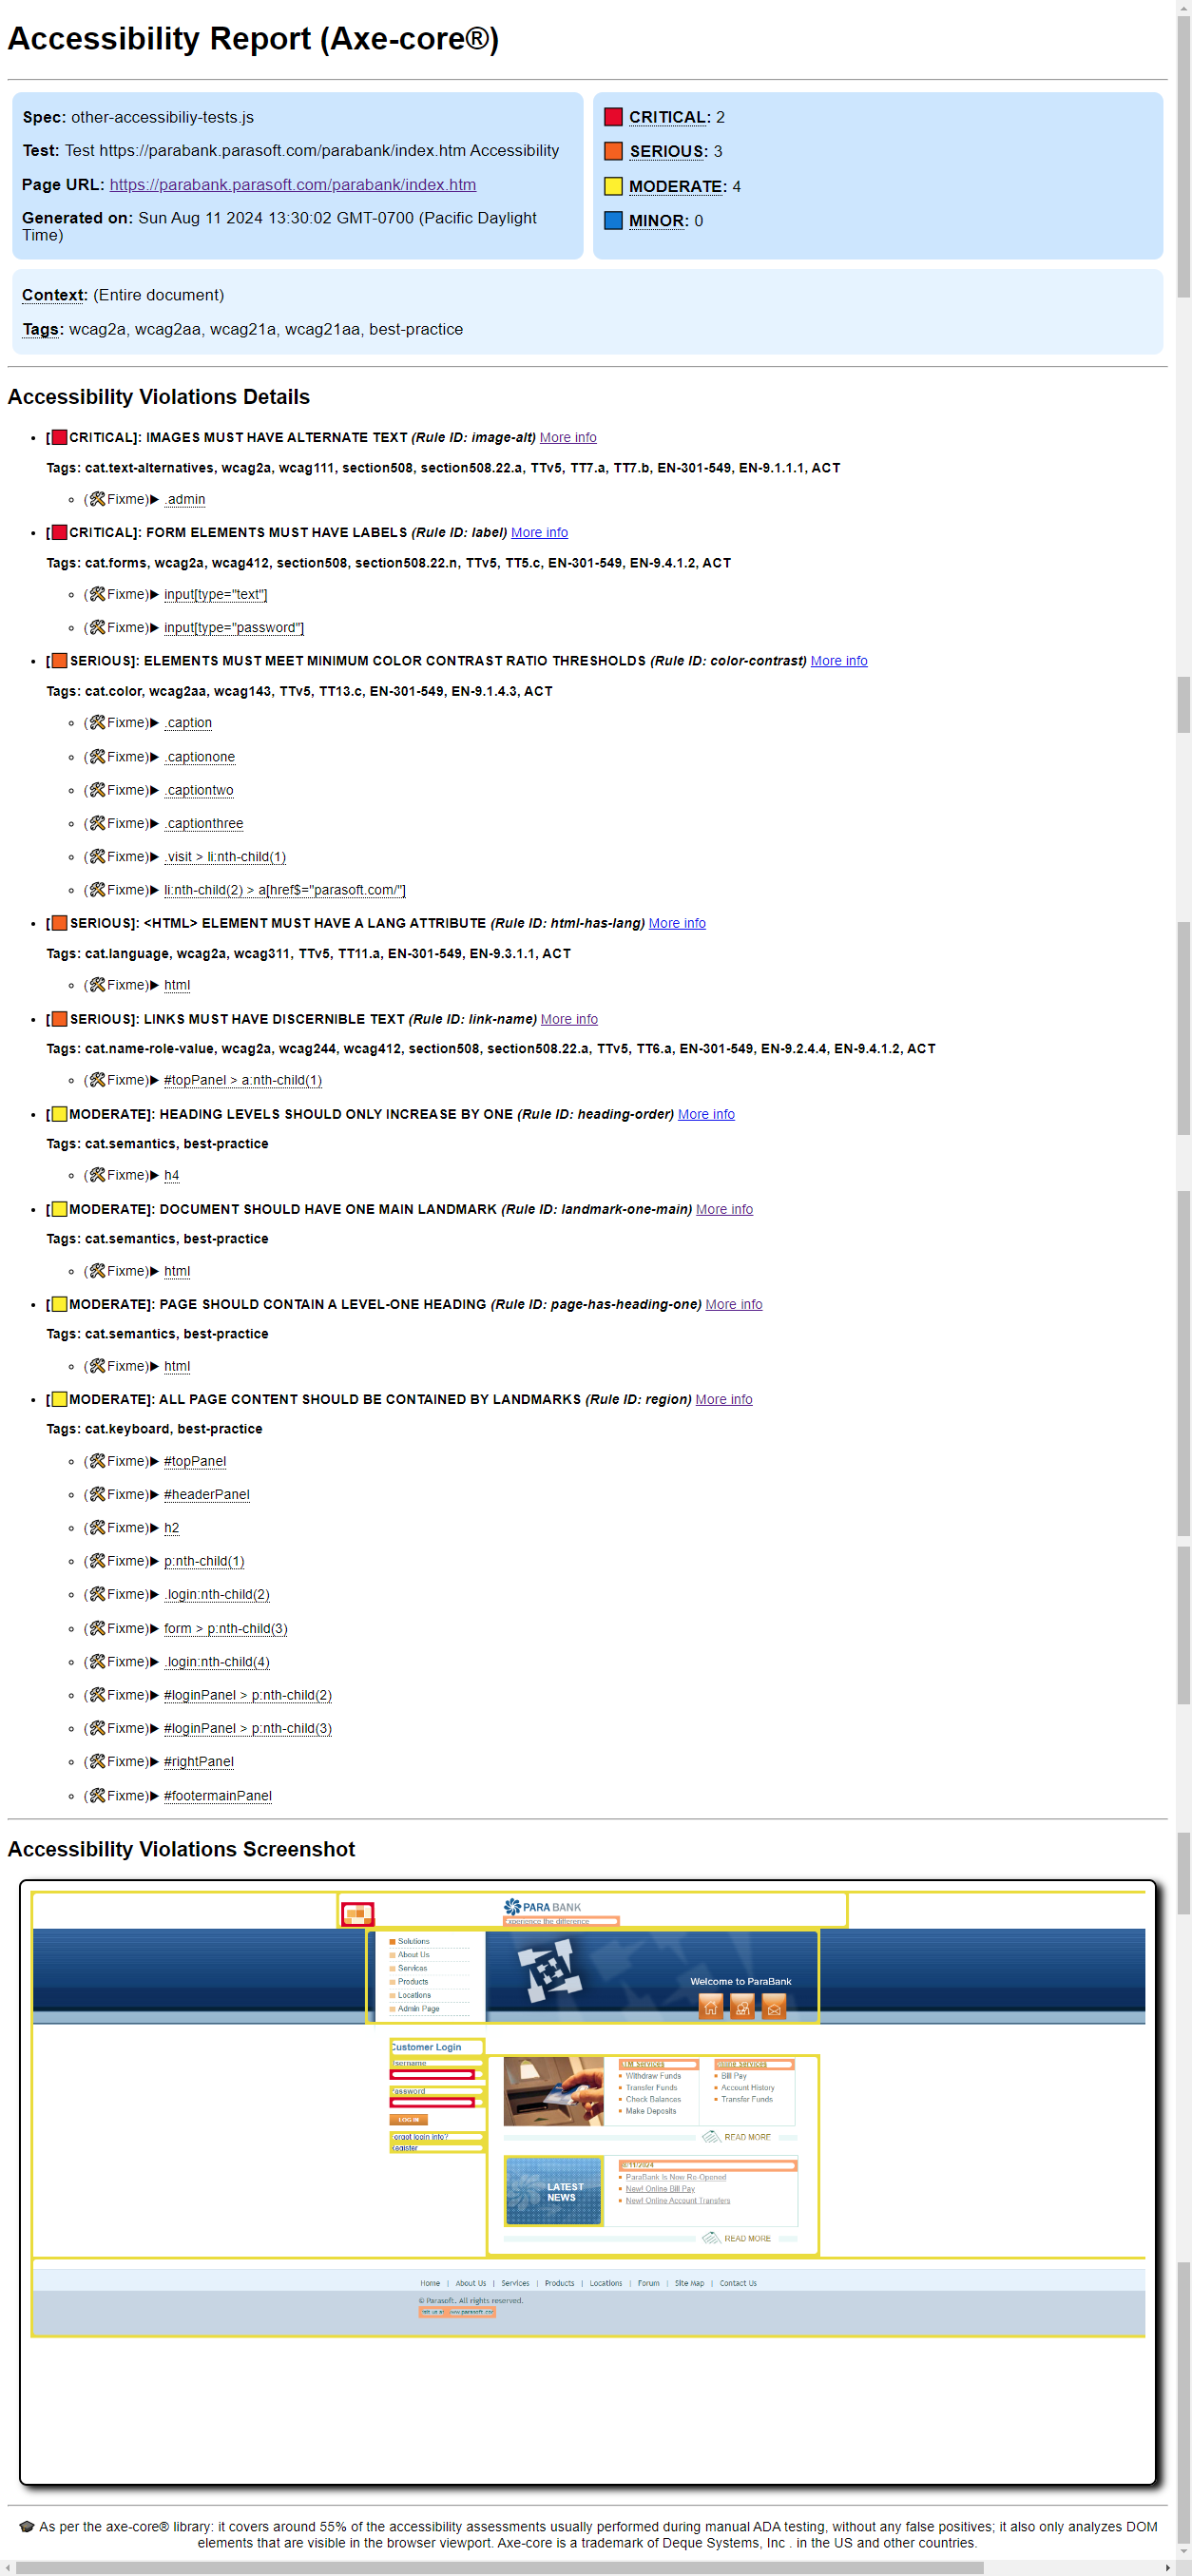 Accessibility Report (Axe-core®)
Spec: other-accessibiliy-tests.js
Test: Test https://parabank.parasoft.com/parabank/index.htm Accessibility
Page URL: https://parabank.parasoft.com/parabank/index.htm
Generated on: Sun Aug 11 2024 13:30:02 GMT-0700 (Pacific Daylight
Time)
CRITICAL: 2
SERIOUS: 3
MODERATE: 4
MINOR: 0
Context: (Entire document)
Tags: wcag2a, wcag2aa, wcag21a, wcag21aa, best-practice
Accessibility Violations Details
[CRITICAL]: IMAGES MUST HAVE ALTERNATE TEXT (Rule ID: image-alt) More info
Tags: cat.text-alternatives, wcag2a, wcag111, section508, section508.22.a, TTv5, TT7.a, TT7.b, EN-301-549, EN-9.1.1.1, ACT
(Fixme) .admin
[CRITICAL]: FORM ELEMENTS MUST HAVE LABELS (Rule ID: label) More info
Tags: cat.forms, wcag2a, wcag412, section508, section508.22.n, TTv5, TT5.c, EN-301-549, EN-9.4.1.2, ACT
(Fixme) input[type="text"]
(Fixme) input[type="password"]
[SERIOUS]: ELEMENTS MUST MEET MINIMUM COLOR CONTRAST RATIO THRESHOLDS (Rule ID: color-contrast) More info
Tags: cat.color, wcag2aa, wcag143, TTv5, TT13.c, EN-301-549, EN-9.1.4.3, ACT
(Fixme) .caption
(Fixme) .captionone
(Fixme) .captiontwo
(Fixme) .captionthree
(Fixme) .visit > li:nth-child(1)
(Fixme) li:nth-child(2) > a[href$="parasoft.com/"]
[SERIOUS]: <HTML> ELEMENT MUST HAVE A LANG ATTRIBUTE (Rule ID: html-has-lang) More info
Tags: cat.language, wcag2a, wcag311, TTv5, TT11.a, EN-301-549, EN-9.3.1.1, ACT
(Fixme) html
[SERIOUS]: LINKS MUST HAVE DISCERNIBLE TEXT (Rule ID: link-name) More info
Tags: cat.name-role-value, wcag2a, wcag244, wcag412, section508, section508.22.a, TTv5, TT6.a, EN-301-549, EN-9.2.4.4, EN-9.4.1.2, ACT
(Fixme) #topPanel > a:nth-child(1)
[MODERATE]: HEADING LEVELS SHOULD ONLY INCREASE BY ONE (Rule ID: heading-order) More info
Tags: cat.semantics, best-practice
(Fixme) h4
[MODERATE]: DOCUMENT SHOULD HAVE ONE MAIN LANDMARK (Rule ID: landmark-one-main) More info
Tags: cat.semantics, best-practice
(Fixme) html
[MODERATE]: PAGE SHOULD CONTAIN A LEVEL-ONE HEADING (Rule ID: page-has-heading-one) More info
Tags: cat.semantics, best-practice
(Fixme) html
[MODERATE]: ALL PAGE CONTENT SHOULD BE CONTAINED BY LANDMARKS (Rule ID: region) More info
Tags: cat.keyboard, best-practice
(Fixme) #topPanel
(Fixme) #headerPanel
(Fixme) h2
(Fixme) p:nth-child(1)
(Fixme) .login:nth-child(2)
(Fixme) form > p:nth-child(3)
(Fixme) .login:nth-child(4)
(Fixme) #loginPanel > p:nth-child(2)
(Fixme) #loginPanel > p:nth-child(3)
(Fixme) #rightPanel
(Fixme) #footermainPanel
Accessibility Violations Screenshot
PARA BANK
Experience the difference
Solutions
About Us
Services
Products
Locations
Admin Page
Welcome to ParaBank
Customer Login
Username
Password
LOG IN
Forgot login info?
Register
ATM Services
Withdraw Funds
Transfer Funds
Check Balances
Make Deposits
Online Services
Bill Pay
Account History
Transfer Funds
READ MORE
LATEST
NEWS
ParaBank Is Now Re-Opened
New! Online Bill Pay
New! Online Account Transfers
READ MORE
Home | About Us | Services | Products | Locations | Forum | Site Map | Contact Us
© Parasoft. All rights reserved.
Visit us at www.parasoft.com
As per the axe-core® library: it covers around 55% of the accessibility assessments usually performed during manual ADA testing, without any false positives; it also only analyzes DOM
elements that are visible in the browser viewport. Axe-core is a trademark of Deque Systems, Inc . in the US and other countries.